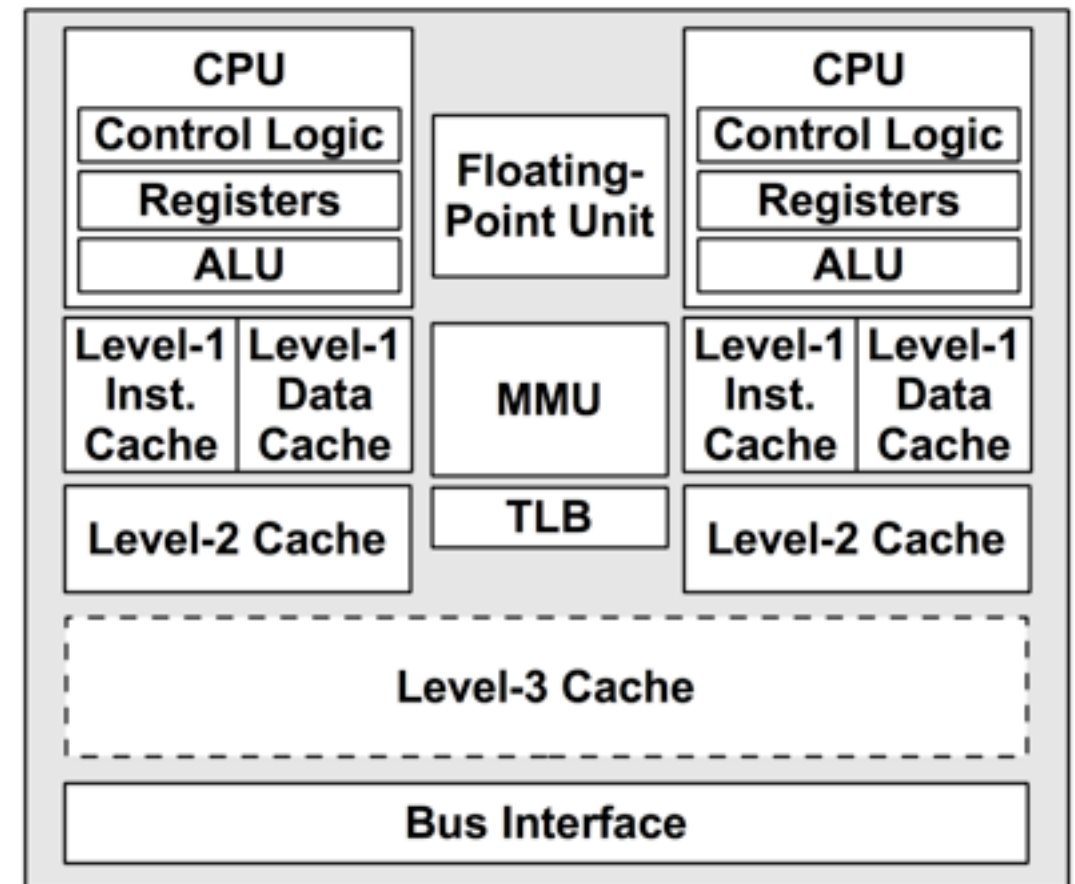 CPU
Control Logic
Registers
ALU
Floating-
Point Unit
CPU
Control Logic
Registers
ALU
Level-1
Inst.
Cache
Level-1
Data
Cache
MMU
TLB
Level-1
Inst.
Cache
Level-1
Data
Cache
Level-2 Cache
Level-2 Cache
Level-3 Cache
Bus Interface